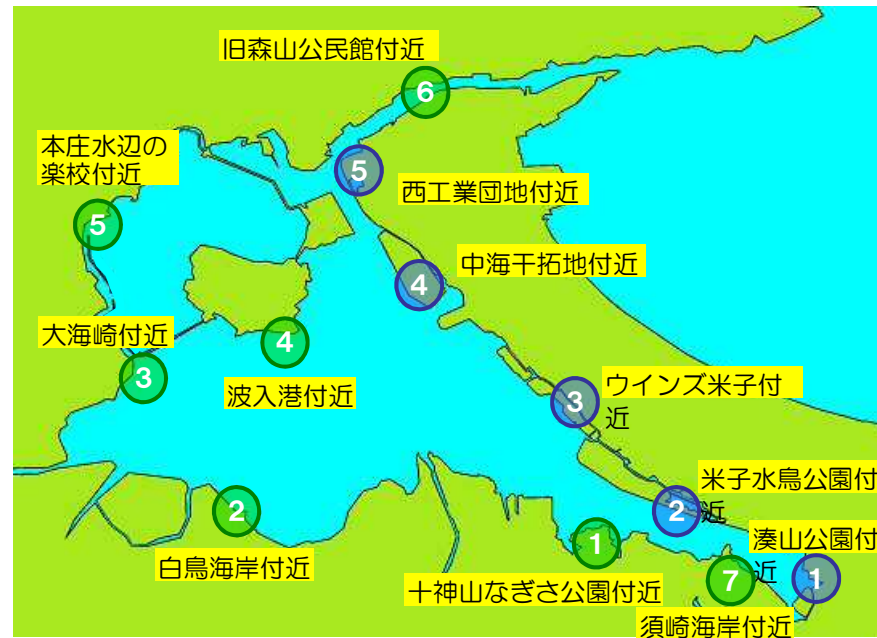 旧森山公民館付近
6
本庄水辺の
楽校付近
5
西工業団地付近
5
中海干拓地付近
4
大海崎付近
3
4
波入港付近
ウインズ米子付
近
3
米子水鳥公園付
近
2
2
白鳥海岸付近
1
十神山なぎさ公園付近
湊山公園付
近
1
7
須崎海岸付近